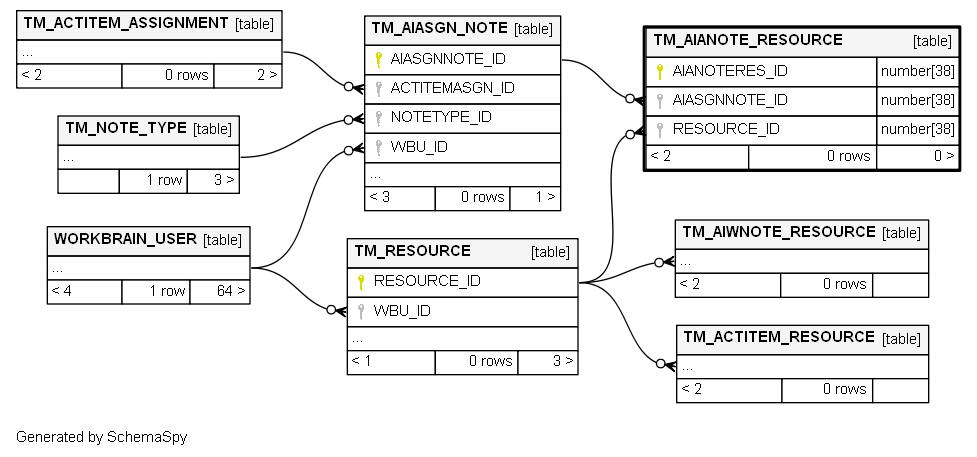 TM_ACTITEM_ASSIGNMENT [table]
...
< 2 0 rows 2 >
TM_NOTE_TYPE [table]
...
1 row 3 >
WORKBRAIN_USER [table]
...
< 4 1 row 64 >
TM_AIASGN_NOTE [table]
AIASGNNOTE_ID
ACTITEMASGN_ID
NOTETYPE_ID
WBU_ID
...
< 3 0 rows 1 >
TM_RESOURCE [table]
RESOURCE_ID
WBU_ID
...
< 1 0 rows 3 >
TM_AIANOTE_RESOURCE [table]
AIANOTERES_ID number[38]
AIASGNNOTE_ID number[38]
RESOURCE_ID number[38]
< 2 0 rows 0 >
TM_AIWNOTE_RESOURCE [table]
...
< 2 0 rows
TM_ACTITEM_RESOURCE [table]
...
< 2 0 rows
Generated by SchemaSpy